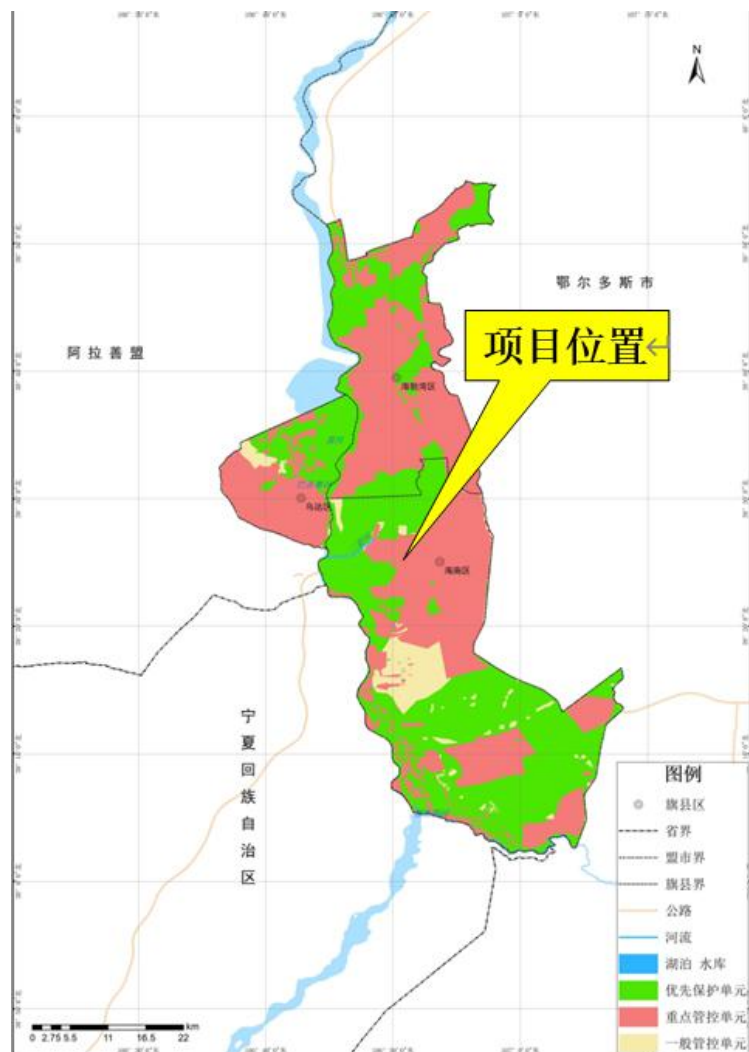 N
鄂尔多斯市
阿拉善盟
项目位置
海勃湾区
乌达区
海南区
宁夏回族自治区
图例
旗县区
省界
盟市界
旗县界
公路
河流
湖泊 水库
优先保护单元
重点管控单元
一般管控单元
0 2.75 5.5 11 16.5 22 km